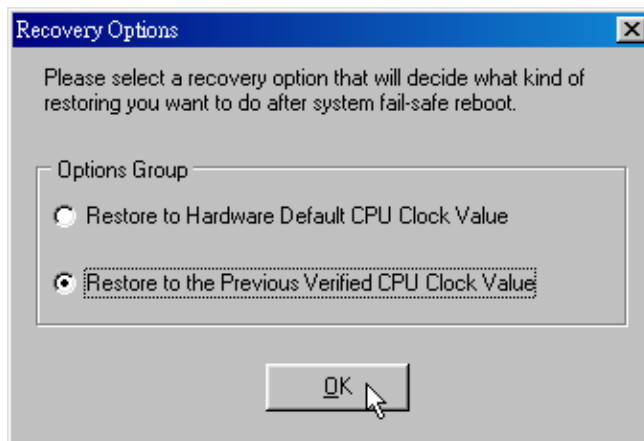 Recovery Options
Please select a recovery option that will decide what kind of
restoring you want to do after system fail-safe reboot.
Options Group
Restore to Hardware Default CPU Clock Value
Restore to the Previous Verified CPU Clock Value
OK